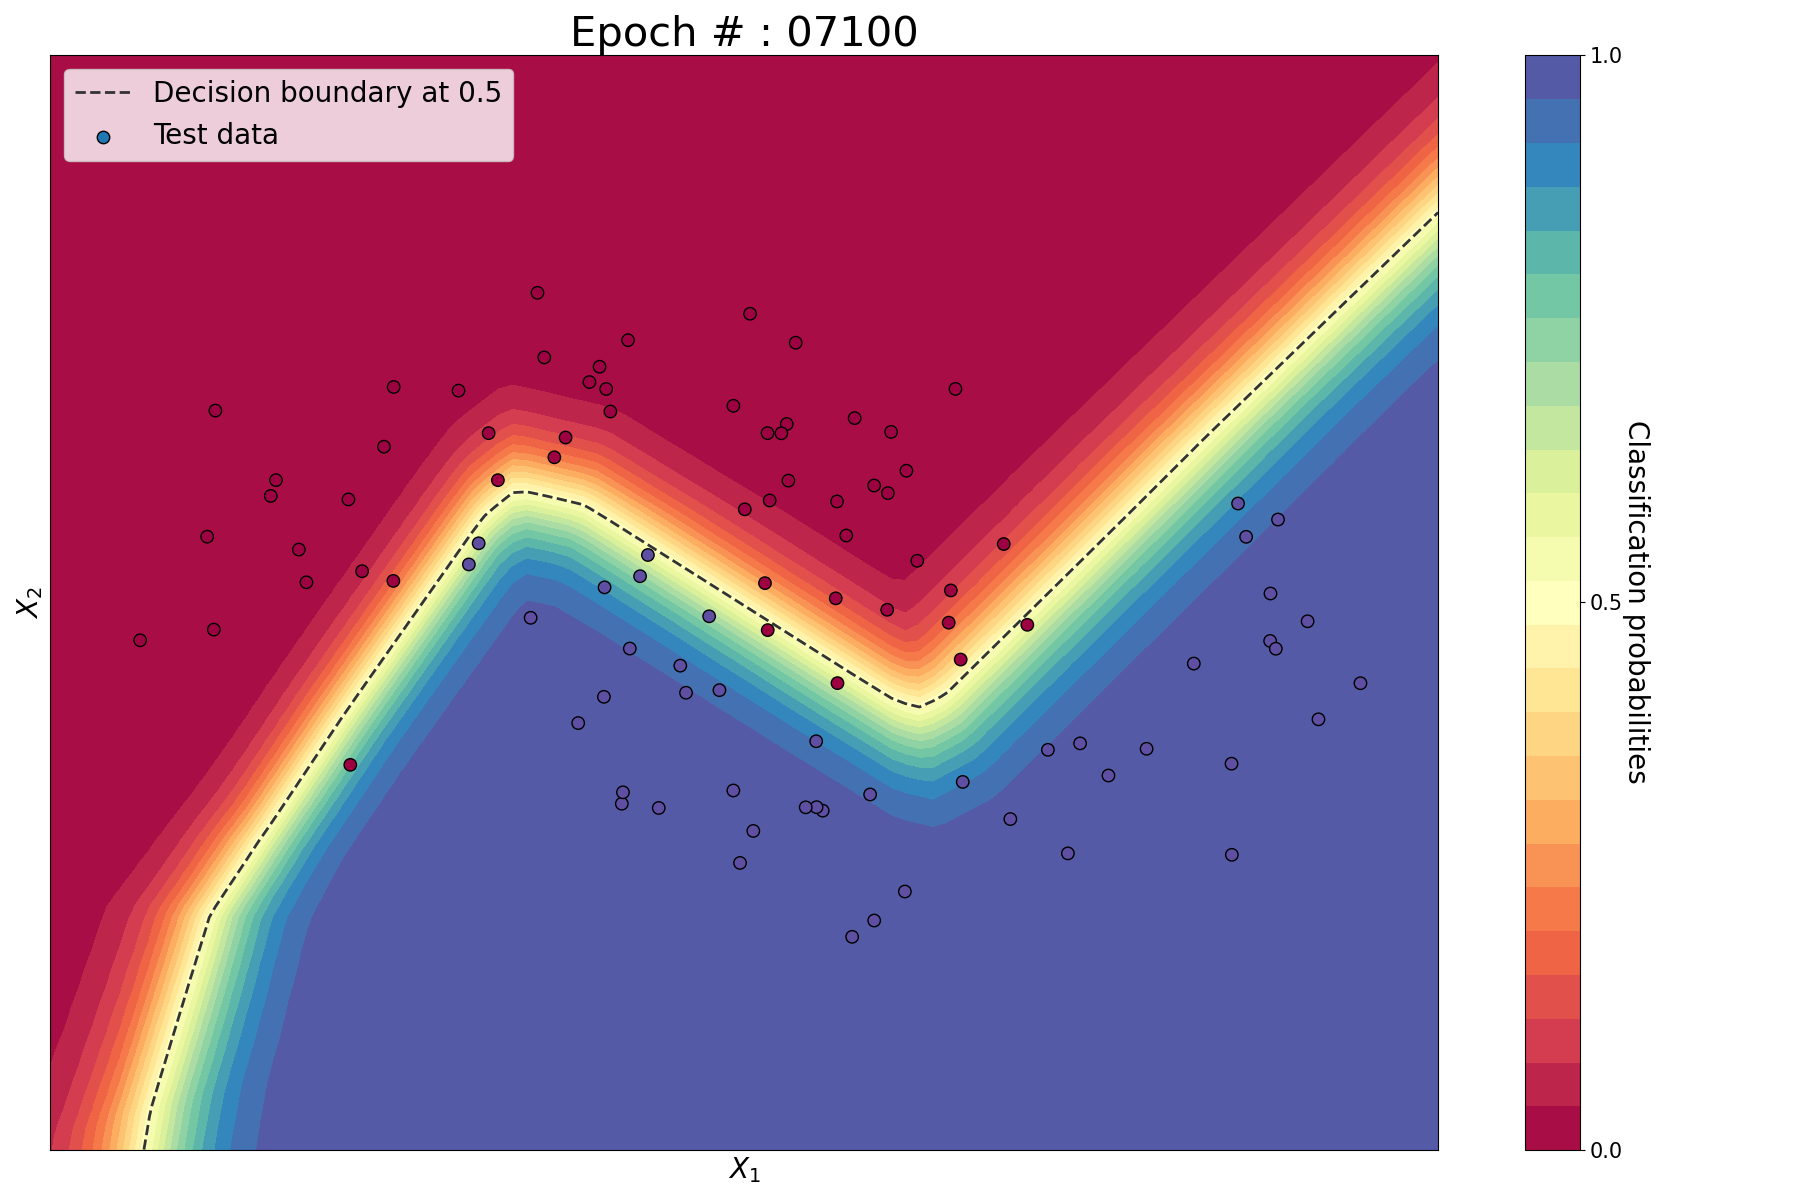 Epoch # : 07100
Decision boundary at 0.5
Test data
X₂
X₁
1.0
0.5
0.0
Classification probabilities